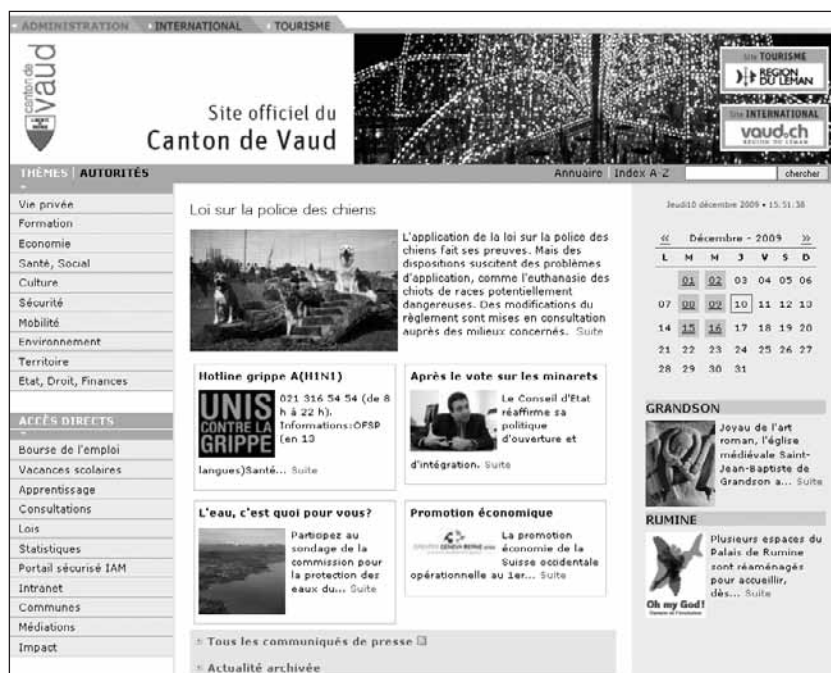 ADMINISTRATION
INTERNATIONAL
TOURISME
canton de
vaud
LIBERTÉ
ET
PATRIE
Site officiel du
Canton de Vaud
Site TOURISME
REGION
DU LEMAN
Site INTERNATIONAL
vaud.ch
REGION DU LEMAN
THÈMES | AUTORITÉS
Annuaire | Index A-Z
chercher
Vie privée
Formation
Economie
Santé, Social
Culture
Sécurité
Mobilité
Environnement
Territoire
Etat, Droit, Finances
ACCÈS DIRECTS
Bourse de l'emploi
Vacances scolaires
Apprentissage
Consultations
Lois
Statistiques
Portail sécurisé IAM
Intranet
Communes
Médiations
Impact
Loi sur la police des chiens
L'application de la loi sur la police des
chiens fait ses preuves. Mais des
dispositions suscitent des problèmes
d'application, comme l'euthanasie des
chiots de races potentiellement
dangereuses. Des modifications du
règlement sont mises en consultation
auprès des milieux concernés. Suite
Hotline grippe A(H1N1)
UNIS
CONTRE LA
GRIPPE
021 316 54 54 (de 8
h à 22 h).
Informations:OFSP
(en 13
langues)Santé... Suite
Après le vote sur les minarets
Le Conseil d'Etat
réaffirme sa
politique
d'ouverture et
d'intégration. Suite
L'eau, c'est quoi pour vous?
Participez au
sondage de la
commission pour
la protection des
eaux du... Suite
Promotion économique
La promotion
économie de la
Suisse occidentale
opérationnelle au 1er... Suite
Tous les communiqués de presse
Actualité archivée
Jeudi10 décembre 2009 • 15:51:38
« Décembre - 2009 »
L M M J V S D
01 02 03 04 05 06
07 08 09 10 11 12 13
14 15 16 17 18 19 20
21 22 23 24 25 26 27
28 29 30 31
GRANDSON
Joyau de l'art
roman, l'église
médiévale Saint-
Jean-Baptiste de
Grandson a... Suite
RUMINE
Oh my God!
Plusieurs espaces du
Palais de Rumine
sont réaménagés
pour accueillir,
dès... Suite